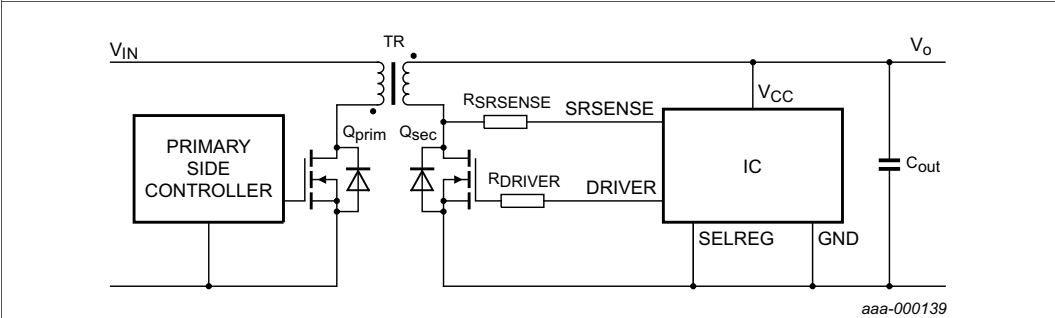 TR
V_IN
V_o
R_SRSENSE
SRSENSE
V_CC
Q_prim
Q_sec
PRIMARY
SIDE
CONTROLLER
IC
C_out
R_DRIVER
DRIVER
SELREG
GND
aaa-000139